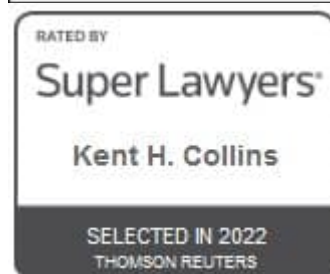 RATED BY
Super Lawyers®
Kent H. Collins
SELECTED IN 2022
THOMSON REUTERS